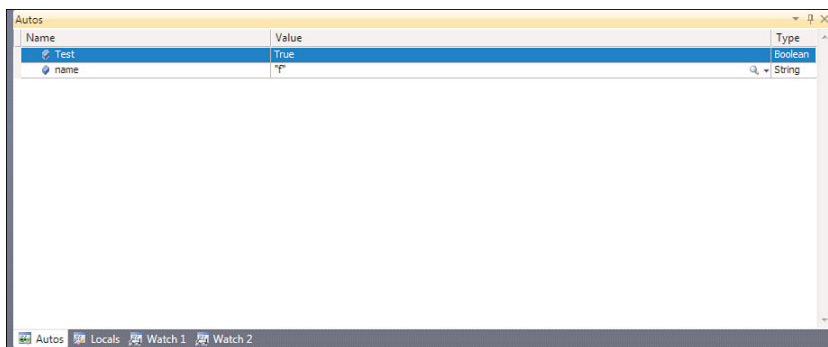 Autos
Name Value Type
Test True Boolean
name "f" String
Autos Locals Watch 1 Watch 2